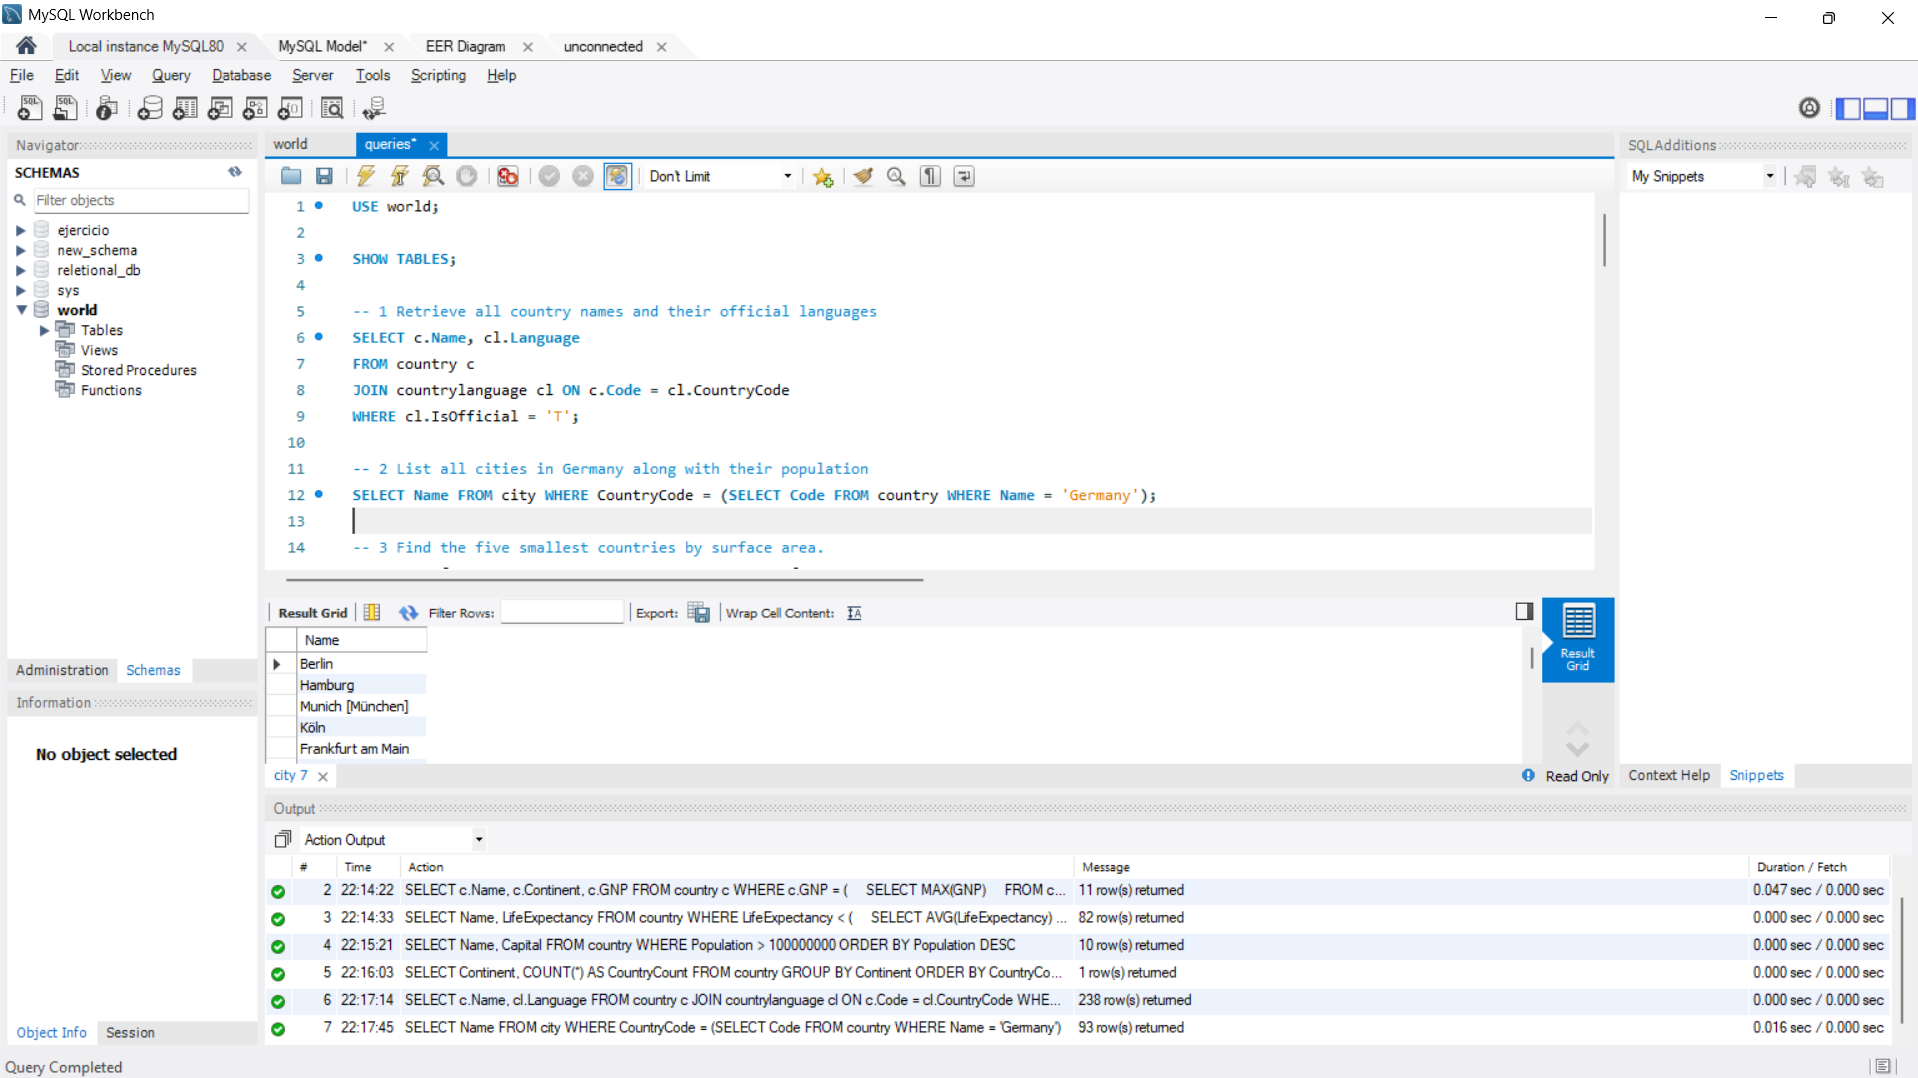 MySQL Workbench
Local instance MySQL80 MySQL Model* EER Diagram unconnected
File Edit View Query Database Server Tools Scripting Help
Navigator
SCHEMAS
Filter objects
ejercicio
new_schema
reletional_db
sys
world
Tables
Views
Stored Procedures
Functions
Administration Schemas
Information
No object selected
Object Info Session
world queries*
Don't Limit
1 USE world;
2
3 SHOW TABLES;
4
5 -- 1 Retrieve all country names and their official languages
6 SELECT c.Name, cl.Language
7 FROM country c
8 JOIN countrylanguage cl ON c.Code = cl.CountryCode
9 WHERE cl.IsOfficial = 'T';
10
11 -- 2 List all cities in Germany along with their population
12 SELECT Name FROM city WHERE CountryCode = (SELECT Code FROM country WHERE Name = 'Germany');
13
14 -- 3 Find the five smallest countries by surface area.
Result Grid Filter Rows: Export: Wrap Cell Content:
Name
Berlin
Hamburg
Munich [München]
Köln
Frankfurt am Main
Result
Grid
city 7 Read Only
SQLAdditions
My Snippets
Context Help Snippets
Output
Action Output
# Time Action Message Duration / Fetch
2 22:14:22 SELECT c.Name, c.Continent, c.GNP FROM country c WHERE c.GNP = ( SELECT MAX(GNP) FROM c... 11 row(s) returned 0.047 sec / 0.000 sec
3 22:14:33 SELECT Name, LifeExpectancy FROM country WHERE LifeExpectancy < ( SELECT AVG(LifeExpectancy) ... 82 row(s) returned 0.000 sec / 0.000 sec
4 22:15:21 SELECT Name, Capital FROM country WHERE Population > 100000000 ORDER BY Population DESC 10 row(s) returned 0.000 sec / 0.000 sec
5 22:16:03 SELECT Continent, COUNT(*) AS CountryCount FROM country GROUP BY Continent ORDER BY CountryCo... 1 row(s) returned 0.000 sec / 0.000 sec
6 22:17:14 SELECT c.Name, cl.Language FROM country c JOIN countrylanguage cl ON c.Code = cl.CountryCode WHE... 238 row(s) returned 0.000 sec / 0.000 sec
7 22:17:45 SELECT Name FROM city WHERE CountryCode = (SELECT Code FROM country WHERE Name = 'Germany') 93 row(s) returned 0.016 sec / 0.000 sec
Query Completed